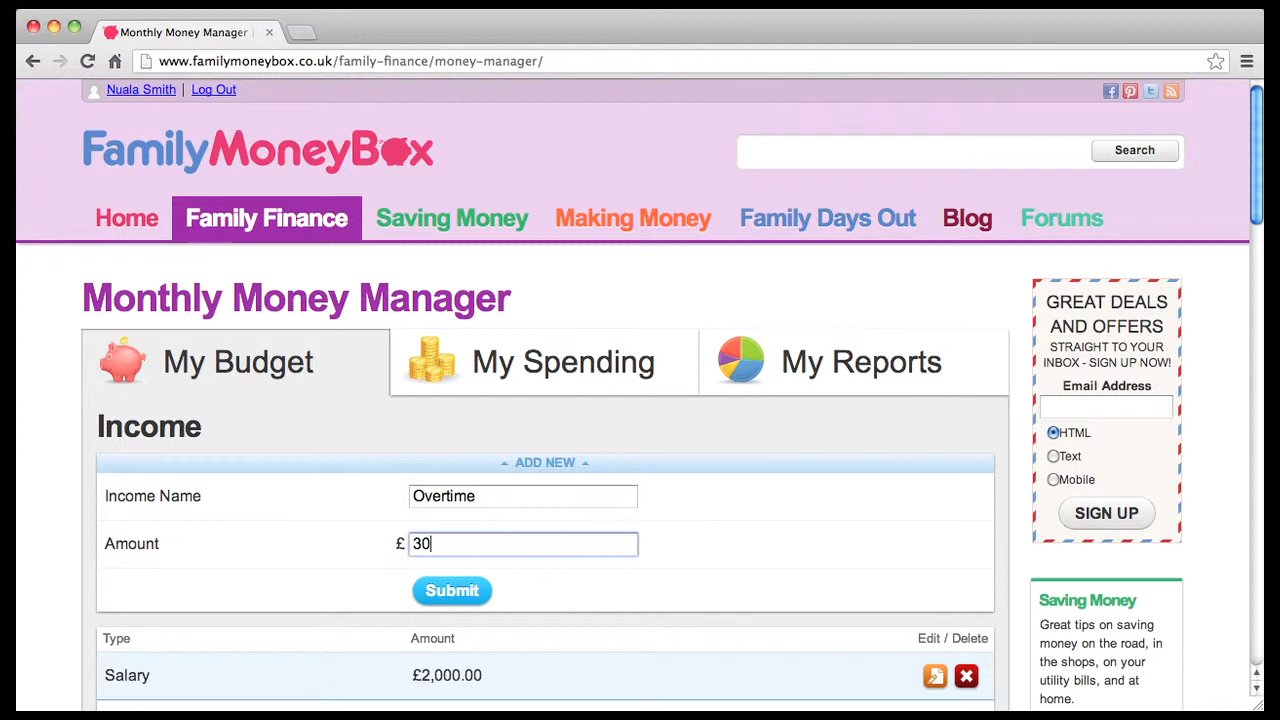 Monthly Money Manager
www.familymoneybox.co.uk/family-finance/money-manager/
Nuala Smith | Log Out
FamilyMoneyBox
Search
Home Family Finance Saving Money Making Money Family Days Out Blog Forums
Monthly Money Manager
My Budget My Spending My Reports
Income
ADD NEW
Income Name Overtime
Amount £ 30
Submit
Type Amount Edit / Delete
Salary £2,000.00
GREAT DEALS
AND OFFERS
STRAIGHT TO YOUR
INBOX - SIGN UP NOW!
Email Address
HTML
Text
Mobile
SIGN UP
Saving Money
Great tips on saving
money on the road, in
the shops, on your
utility bills, and at
home.